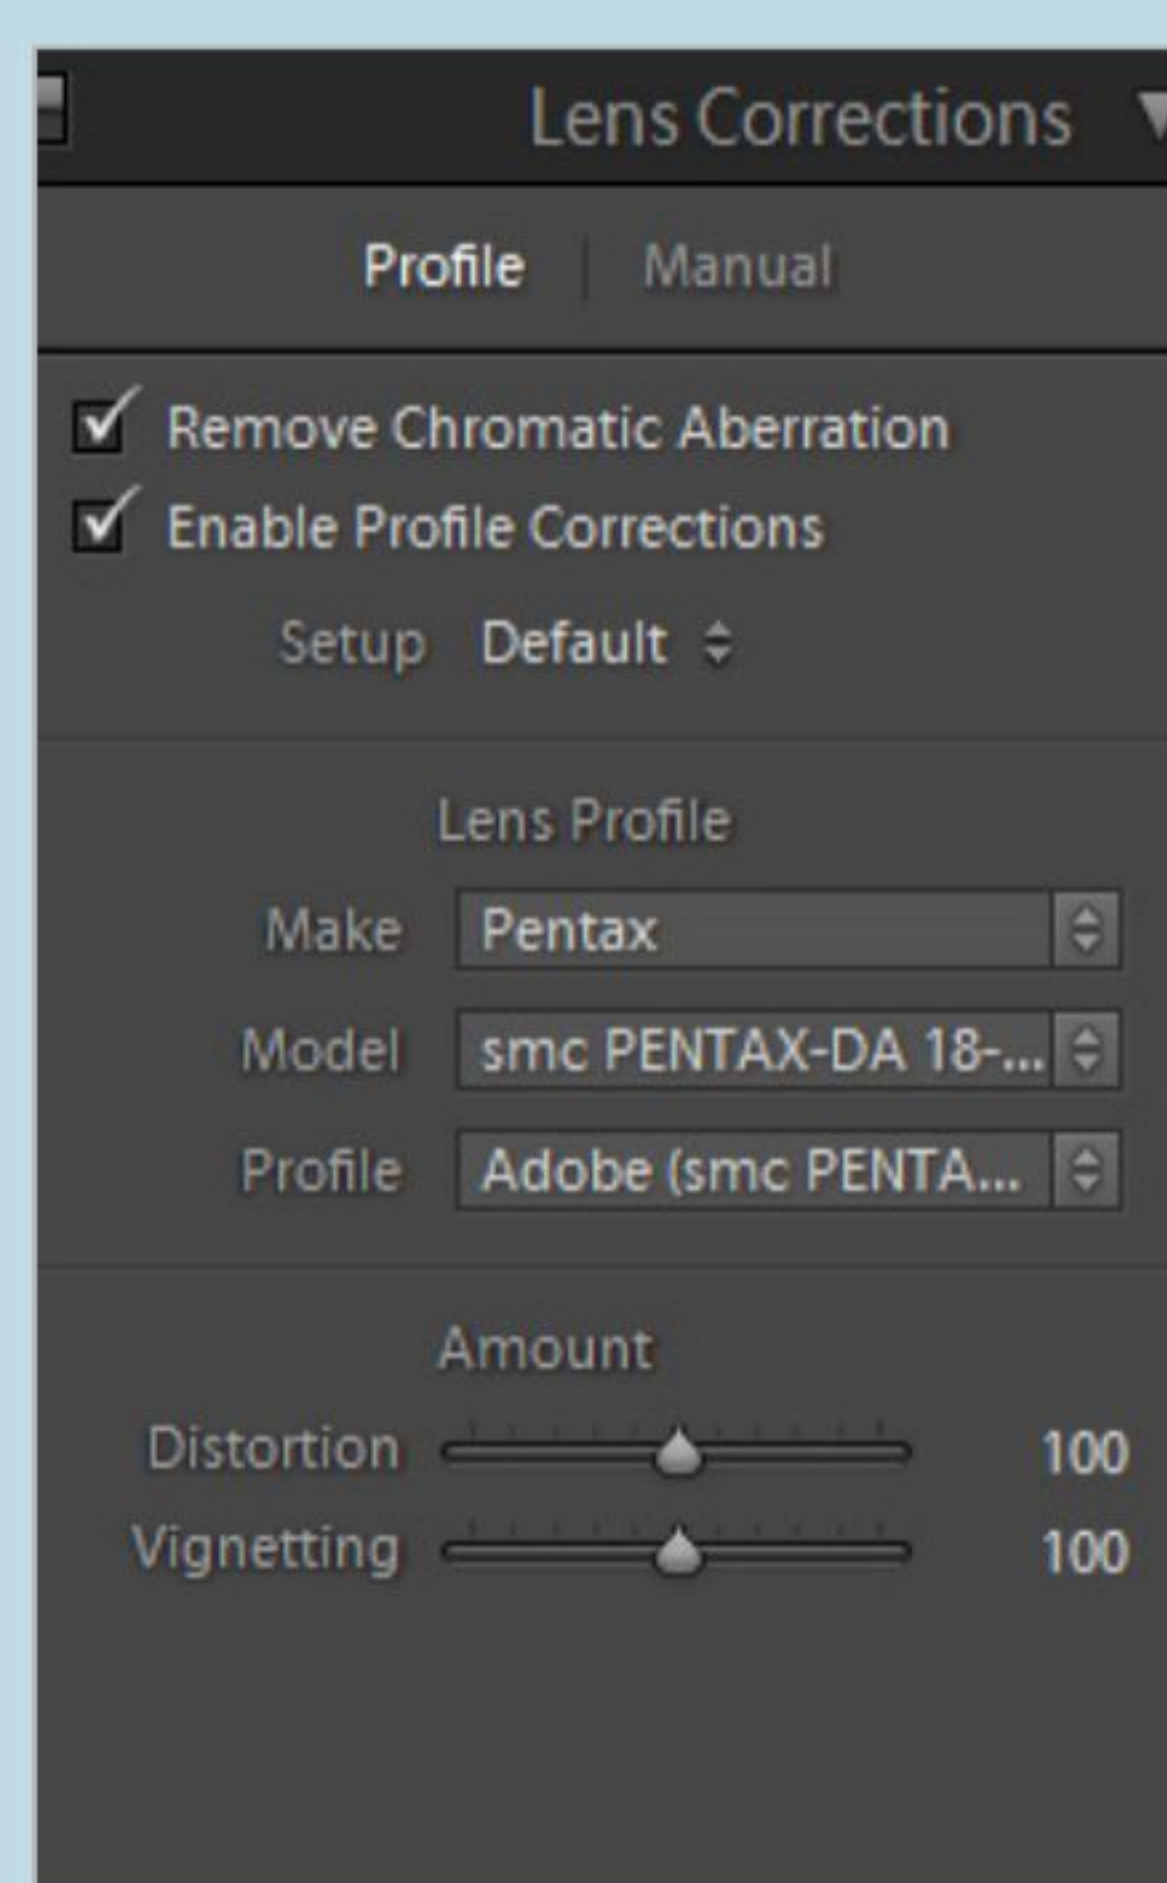 Lens Corrections
Profile | Manual
Remove Chromatic Aberration
Enable Profile Corrections
Setup Default
Lens Profile
Make Pentax
Model smc PENTAX-DA 18-...
Profile Adobe (smc PENTA...
Amount
Distortion 100
Vignetting 100